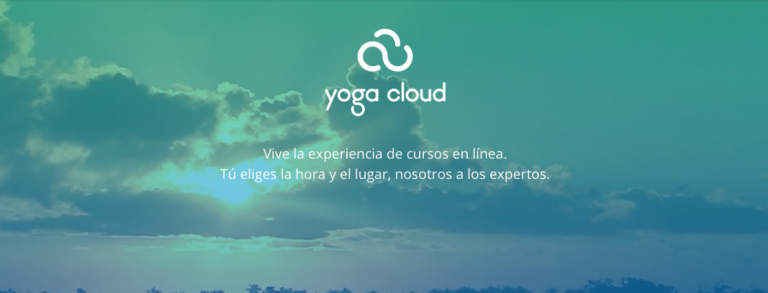 yoga cloud
Vive la experiencia de cursos en línea.
Tú eliges la hora y el lugar, nosotros a los expertos.